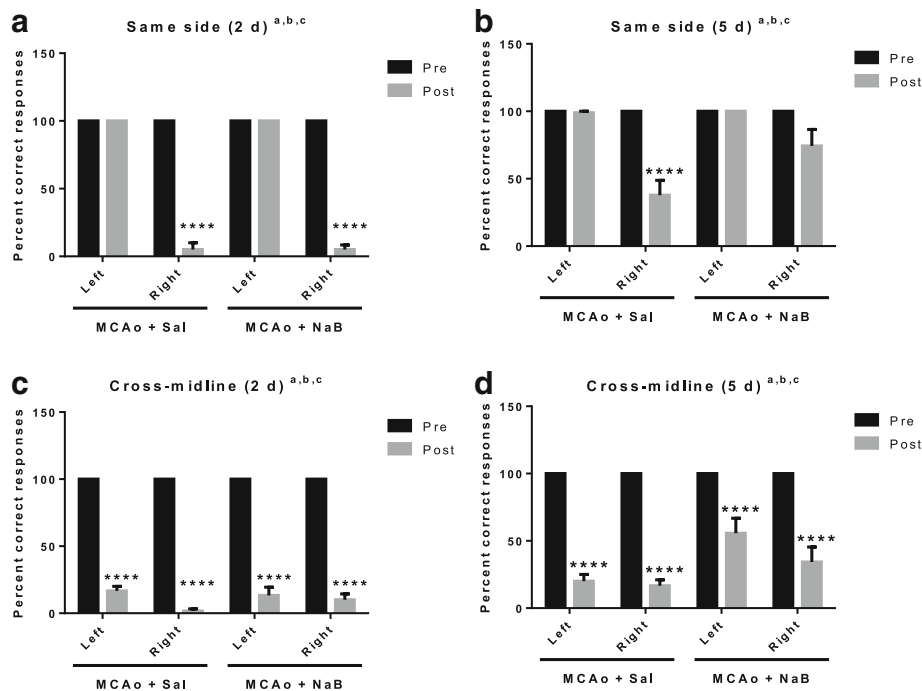 a
Same side (2 d) a,b,c
Percent correct responses
150
100
50
0
Pre
Post
****
****
Left
Right
Left
Right
MCAo + Sal
MCAo + NaB
b
Same side (5 d) a,b,c
Percent correct responses
150
100
50
0
Pre
Post
****
Left
Right
Left
Right
MCAo + Sal
MCAo + NaB
c
Cross-midline (2 d) a,b,c
Percent correct responses
150
100
50
0
Pre
Post
****
****
****
****
Left
Right
Left
Right
MCAo + Sal
MCAo + NaB
d
Cross-midline (5 d) a,b,c
Percent correct responses
150
100
50
0
Pre
Post
****
****
****
****
Left
Right
Left
Right
MCAo + Sal
MCAo + NaB